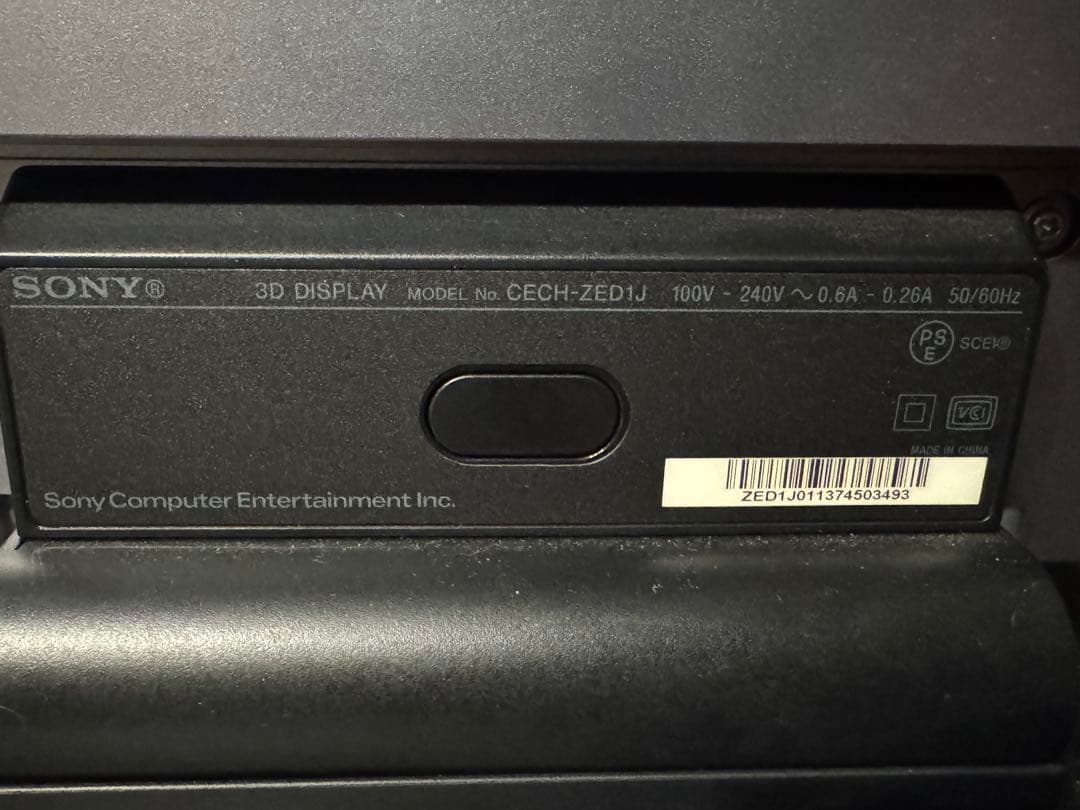 SONY® 3D DISPLAY MODEL No. CECH-ZED1J 100V - 240V ～ 0.6A - 0.26A 50/60Hz
PS E SCEI®
VCI
MADE IN CHINA
ZED1J011374503493
Sony Computer Entertainment Inc.